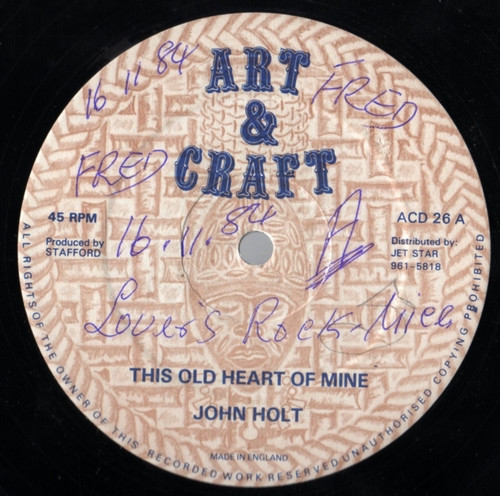 ART
&
CRAFT
16 11 84
FRED
FRED
45 RPM
ACD 26 A
Produced by
STAFFORD
16.11.84
A
Distributed by:
JET STAR
961-5818
Lover's Rock. Nice
THIS OLD HEART OF MINE
JOHN HOLT
MADE IN ENGLAND
ALL RIGHTS OF THE OWNER OF THIS RECORDED WORK RESERVED UNAUTHORISED COPYING PROHIBITED